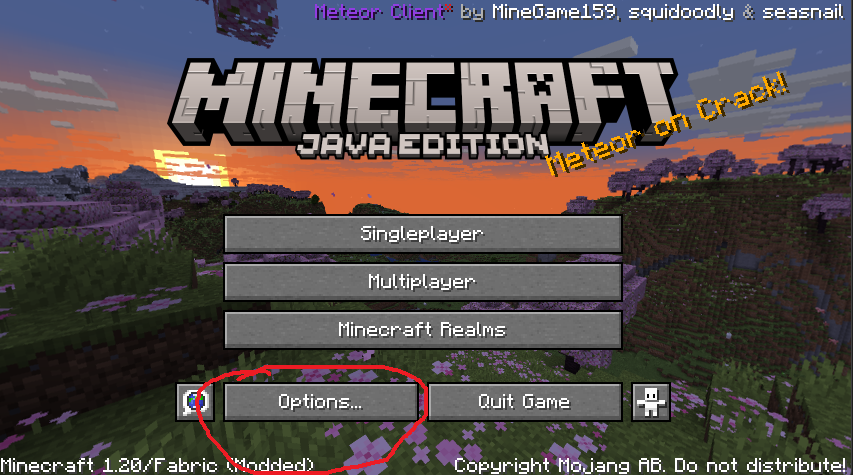 Meteor Client* by MineGame159, squidoodly & seasnail
MINECRAFT
JAVA EDITION
Meteor on Crack!
Singleplayer
Multiplayer
Minecraft Realms
Options...
Quit Game
Minecraft 1.20/Fabric (Modded)
Copyright Mojang AB. Do not distribute!